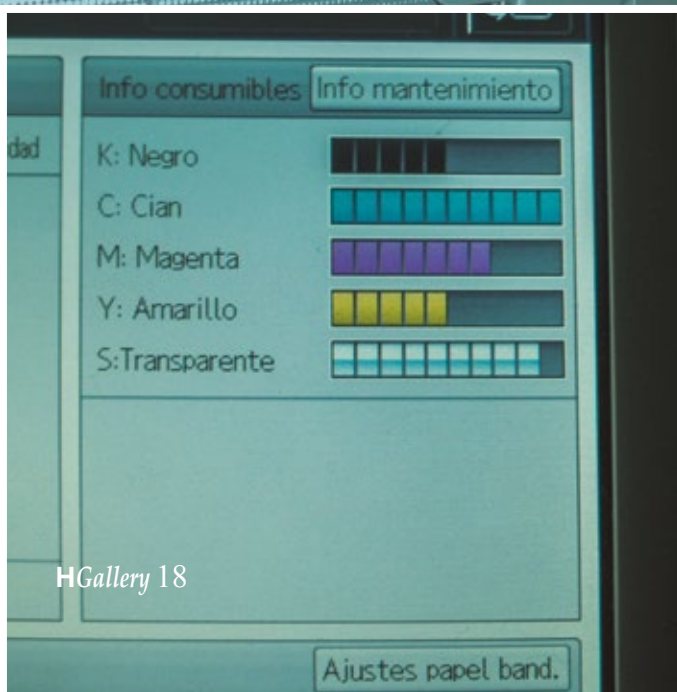 Info consumibles Info mantenimiento
dad
K: Negro
C: Cian
M: Magenta
Y: Amarillo
S:Transparente
HGallery 18
Ajustes papel band.